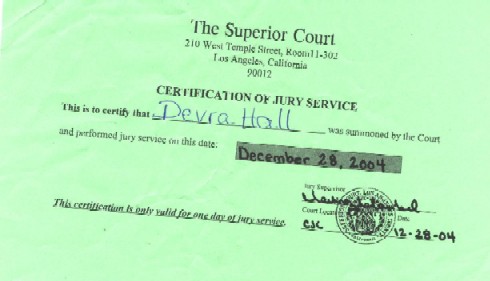 The Superior Court
210 West Temple Street, Room11-302
Los Angeles, California
90012
CERTIFICATION OF JURY SERVICE
This is to certify that Devra Hall was summoned by the Court
and performed jury service on this date: December 28, 2004
Jury Supervisor
Court Location Date
CJC 12-28-04
This certification is only valid for one day of jury service.